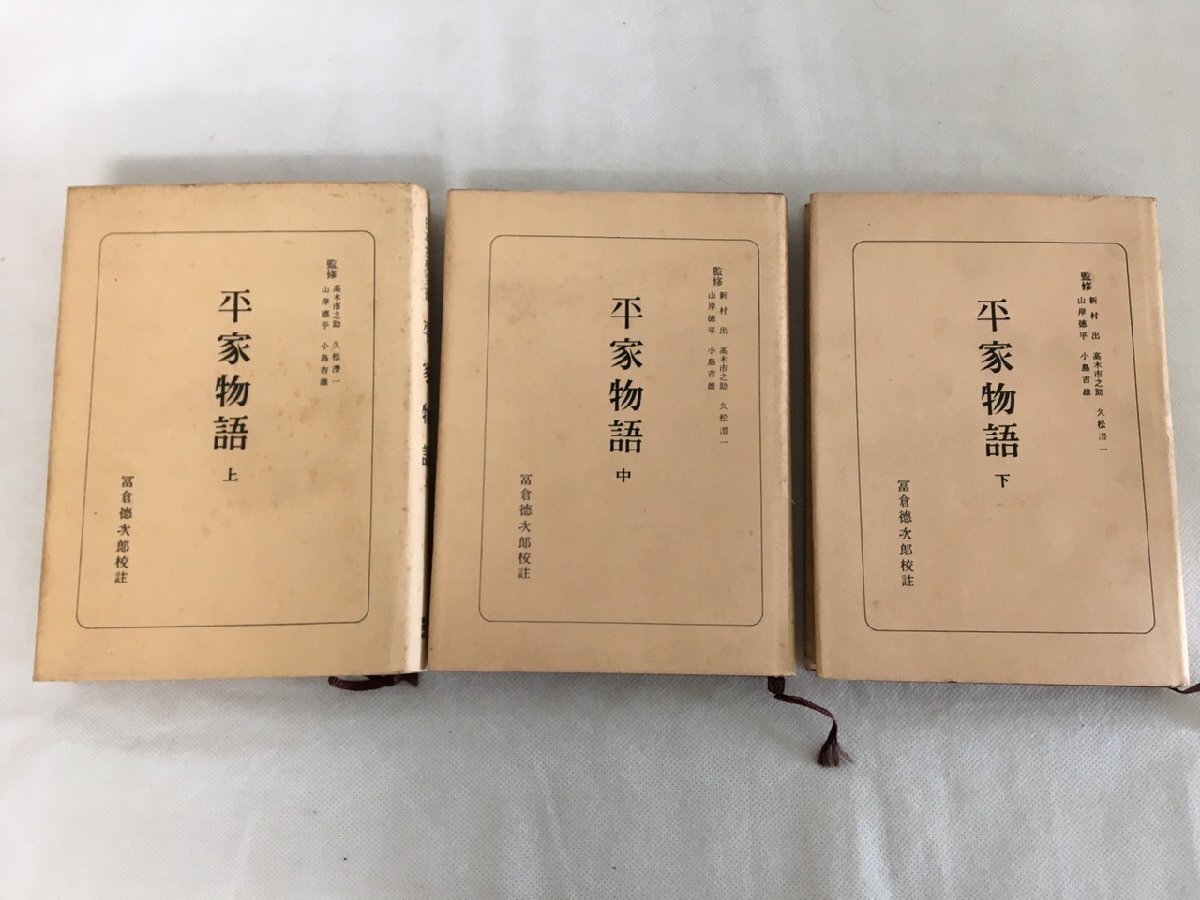 監修
高木市之助 久松潜一
山岸徳平 小島吉雄
平家物語 上
冨倉徳次郎校註
平家物語
監修
新村出 高木市之助 久松潜一
山岸徳平 小島吉雄
平家物語 中
冨倉徳次郎校註
監修
新村出 高木市之助 久松潜一
山岸徳平 小島吉雄
平家物語 下
冨倉徳次郎校註